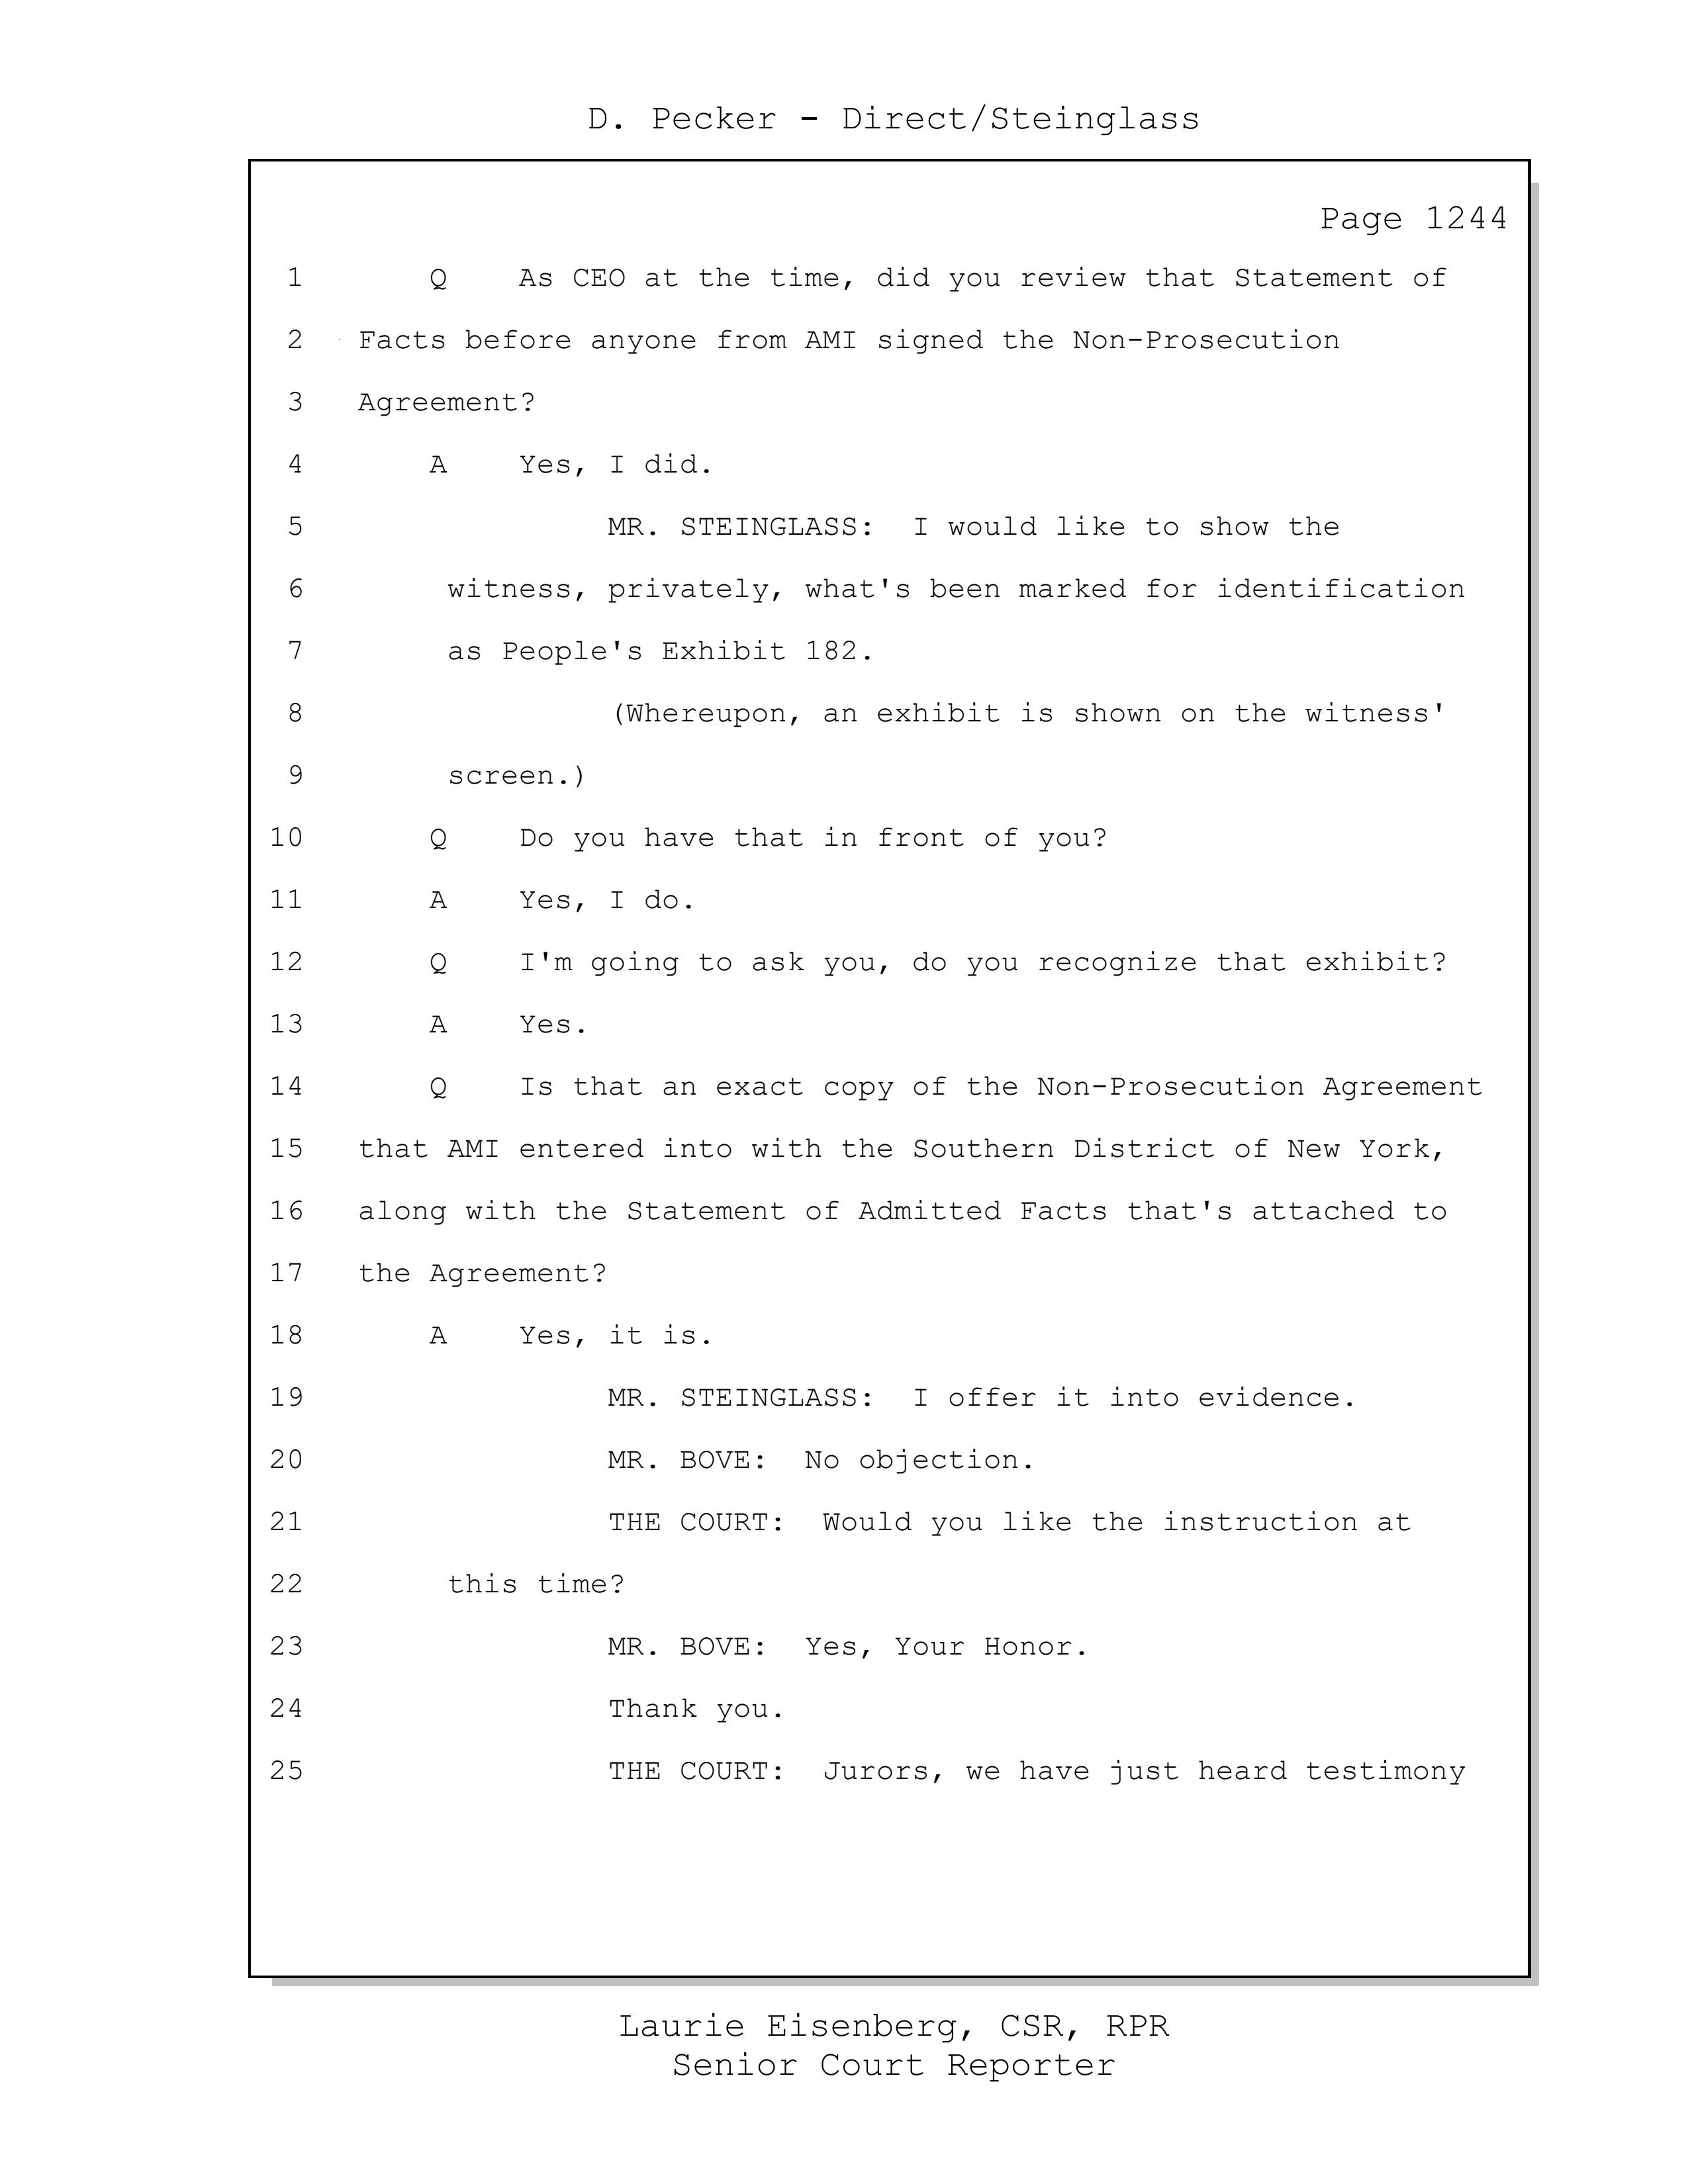 D. Pecker - Direct/Steinglass
Page 1244
1 Q As CEO at the time, did you review that Statement of
2 Facts before anyone from AMI signed the Non-Prosecution
3 Agreement?
4 A Yes, I did.
5 MR. STEINGLASS: I would like to show the
6 witness, privately, what's been marked for identification
7 as People's Exhibit 182.
8 (Whereupon, an exhibit is shown on the witness'
9 screen.)
10 Q Do you have that in front of you?
11 A Yes, I do.
12 Q I'm going to ask you, do you recognize that exhibit?
13 A Yes.
14 Q Is that an exact copy of the Non-Prosecution Agreement
15 that AMI entered into with the Southern District of New York,
16 along with the Statement of Admitted Facts that's attached to
17 the Agreement?
18 A Yes, it is.
19 MR. STEINGLASS: I offer it into evidence.
20 MR. BOVE: No objection.
21 THE COURT: Would you like the instruction at
22 this time?
23 MR. BOVE: Yes, Your Honor.
24 Thank you.
25 THE COURT: Jurors, we have just heard testimony
Laurie Eisenberg, CSR, RPR
Senior Court Reporter